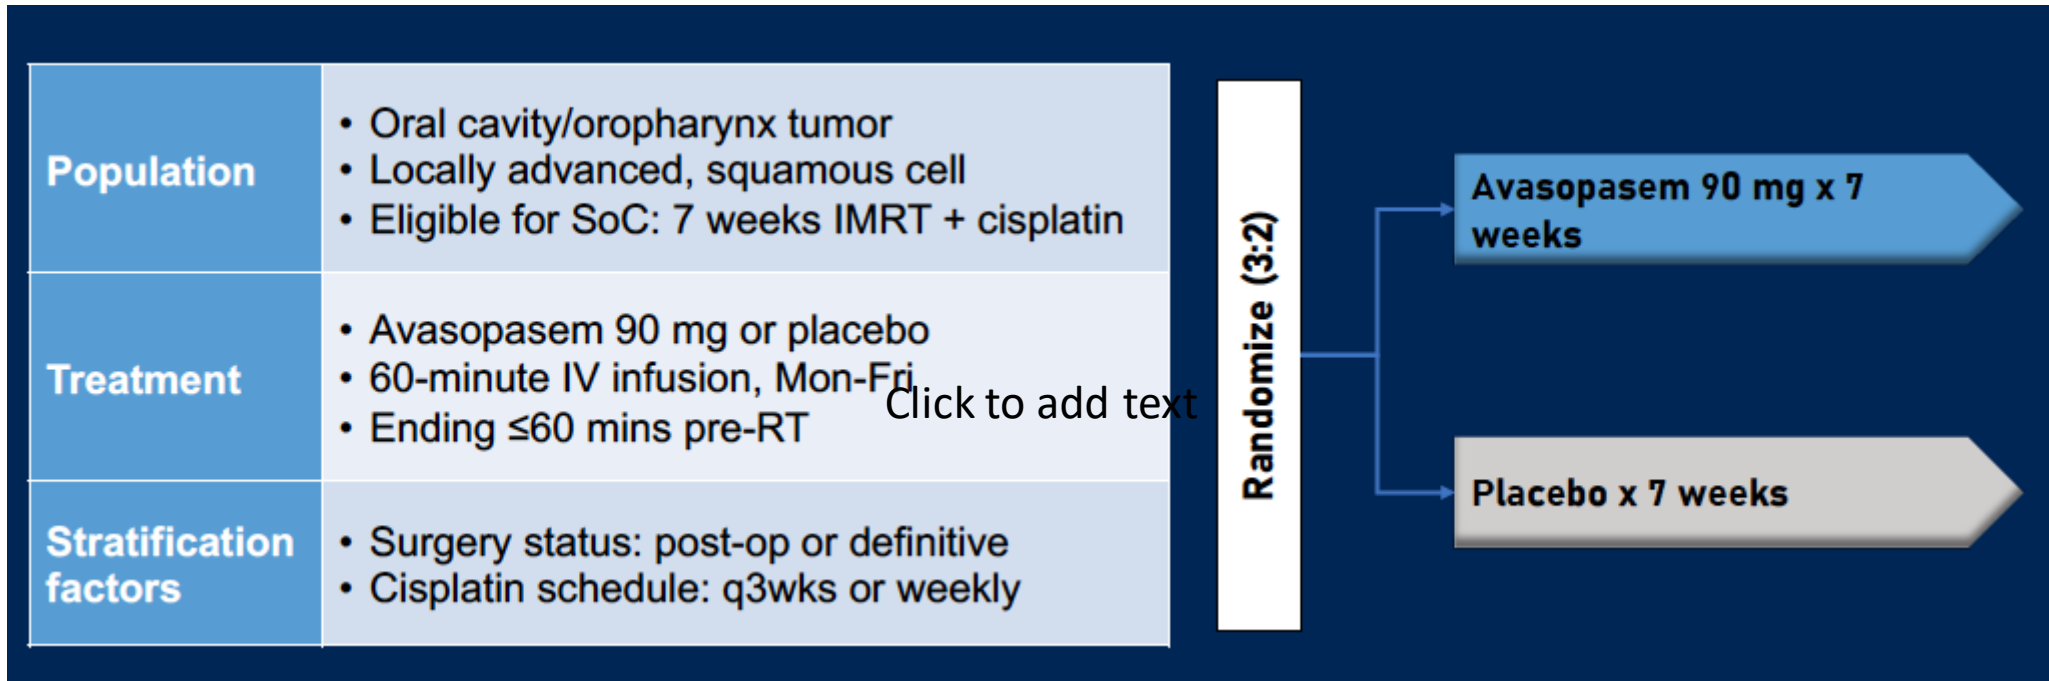 Population
• Oral cavity/oropharynx tumor
• Locally advanced, squamous cell
• Eligible for SoC: 7 weeks IMRT + cisplatin
Treatment
• Avasopasem 90 mg or placebo
• 60-minute IV infusion, Mon-Fri
• Ending ≤60 mins pre-RT
Click to add text
Stratification
factors
• Surgery status: post-op or definitive
• Cisplatin schedule: q3wks or weekly
Randomize (3:2)
Avasopasem 90 mg x 7
weeks
Placebo x 7 weeks